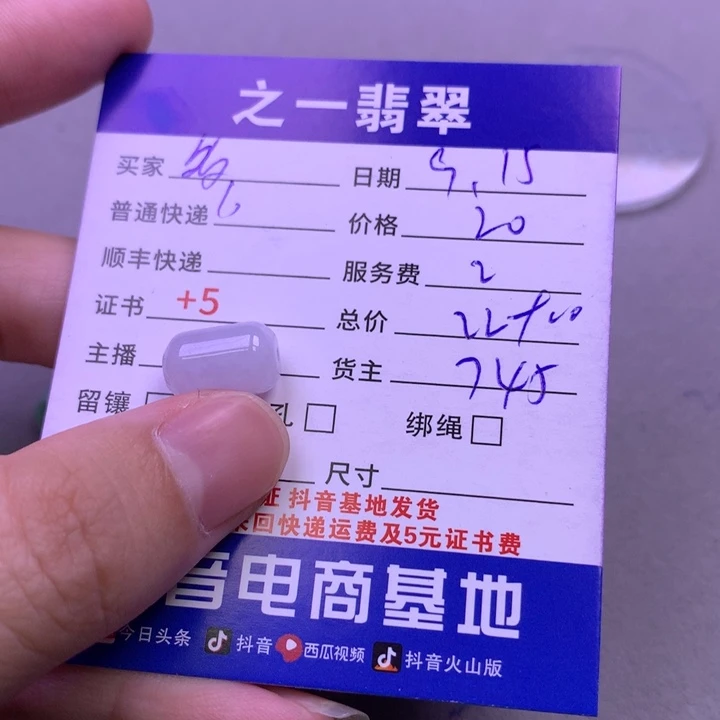 之一翡翠
买家 日期 9.15
普通快递 价格 20
顺丰快递 服务费 2
证书 +5 总价 22+10
主播 货主 745
留镶 孔 绑绳
尺寸
证 抖音基地发货
回快递运费及5元证书费
音电商基地
今日头条 抖音 西瓜视频 抖音火山版